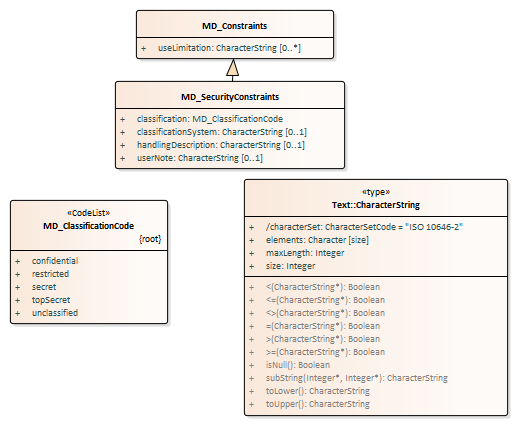 MD_Constraints
+ useLimitation: CharacterString [0..*]
MD_SecurityConstraints
+ classification: MD_ClassificationCode
+ classificationSystem: CharacterString [0..1]
+ handlingDescription: CharacterString [0..1]
+ userNote: CharacterString [0..1]
«CodeList»
MD_ClassificationCode
{root}
+ confidential
+ restricted
+ secret
+ topSecret
+ unclassified
«type»
Text::CharacterString
+ /characterSet: CharacterSetCode = "ISO 10646-2"
+ elements: Character [size]
+ maxLength: Integer
+ size: Integer
+ <(CharacterString*): Boolean
+ <=(CharacterString*): Boolean
+ <>(CharacterString*): Boolean
+ =(CharacterString*): Boolean
+ >(CharacterString*): Boolean
+ >=(CharacterString*): Boolean
+ isNull(): Boolean
+ subString(Integer*, Integer*): CharacterString
+ toLower(): CharacterString
+ toUpper(): CharacterString